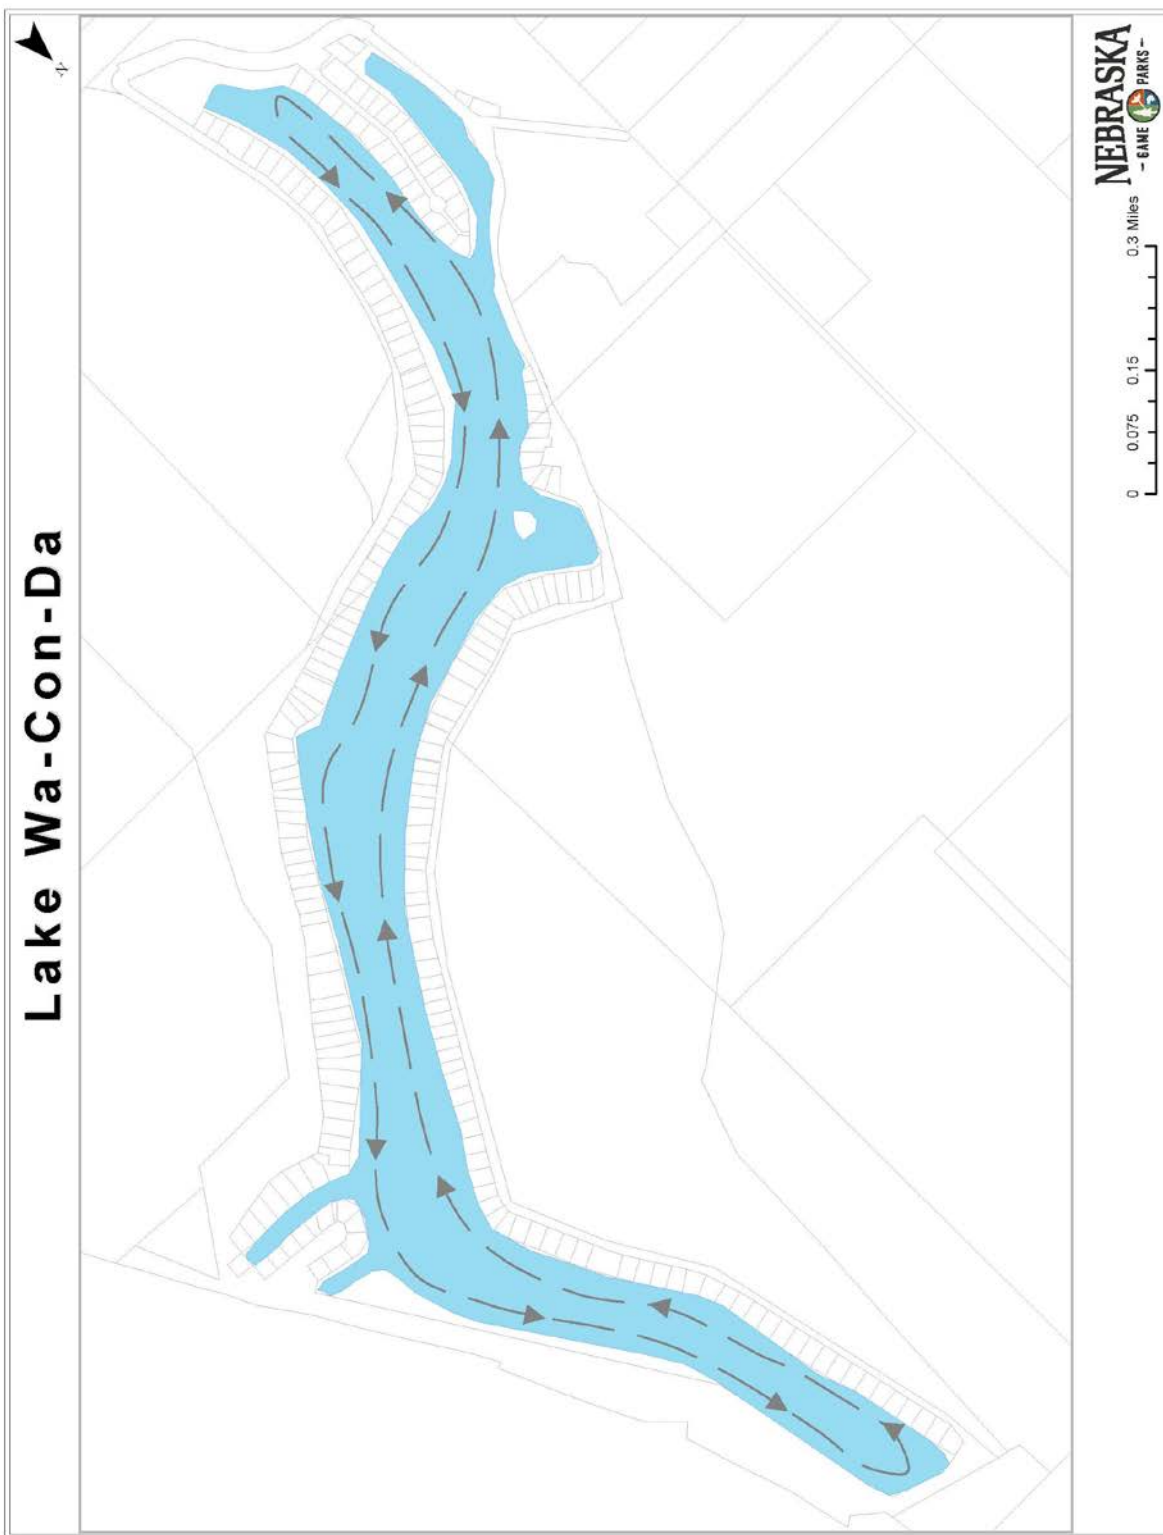 Lake Wa-Con-Da
N
0 0.075 0.15 0.3 Miles
NEBRASKA
- GAME PARKS -